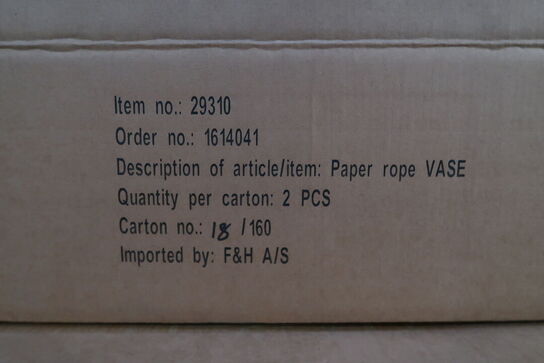 Item no.: 29310
Order no.: 1614041
Description of article/item: Paper rope VASE
Quantity per carton: 2 PCS
Carton no.: 18 /160
Imported by: F&H A/S